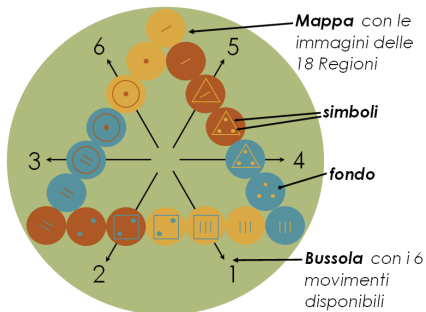 Mappa con le
immagini delle
18 Regioni
6
5
simboli
3
4
fondo
2
1
Bussola con i 6
movimenti
disponibili